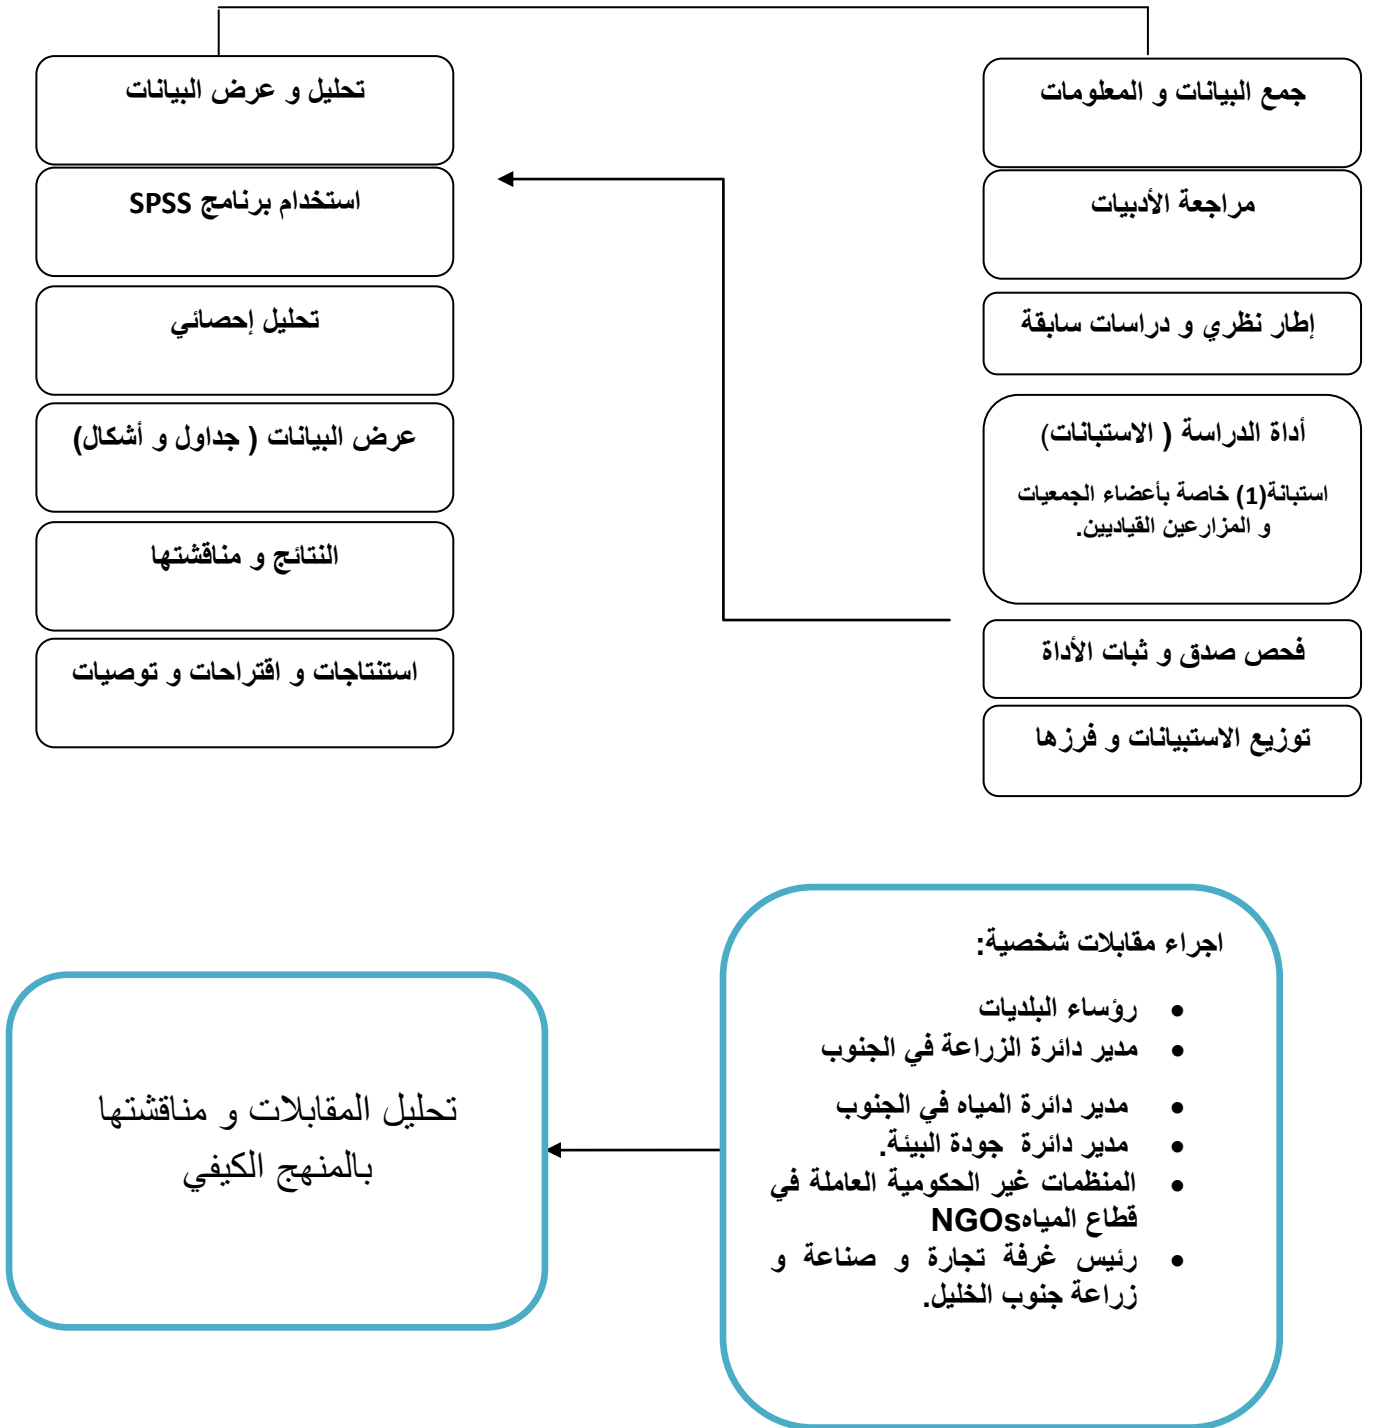 جمع البيانات و المعلومات
مراجعة الأدبيات
إطار نظري و دراسات سابقة
أداة الدراسة ( الاستبانات)
استبانة(1) خاصة بأعضاء الجمعيات
و المزارعين القياديين.
فحص صدق و ثبات الأداة
توزيع الاستبيانات و فرزها
تحليل و عرض البيانات
استخدام برنامج SPSS
تحليل إحصائي
عرض البيانات ( جداول و أشكال)
النتائج و مناقشتها
استنتاجات و اقتراحات و توصيات
اجراء مقابلات شخصية:
• رؤساء البلديات
• مدير دائرة الزراعة في الجنوب
• مدير دائرة المياه في الجنوب
• مدير دائرة جودة البيئة.
• المنظمات غير الحكومية العاملة في
قطاع المياهNGOs
• رئيس غرفة تجارة و صناعة و
زراعة جنوب الخليل.
تحليل المقابلات و مناقشتها
بالمنهج الكيفي